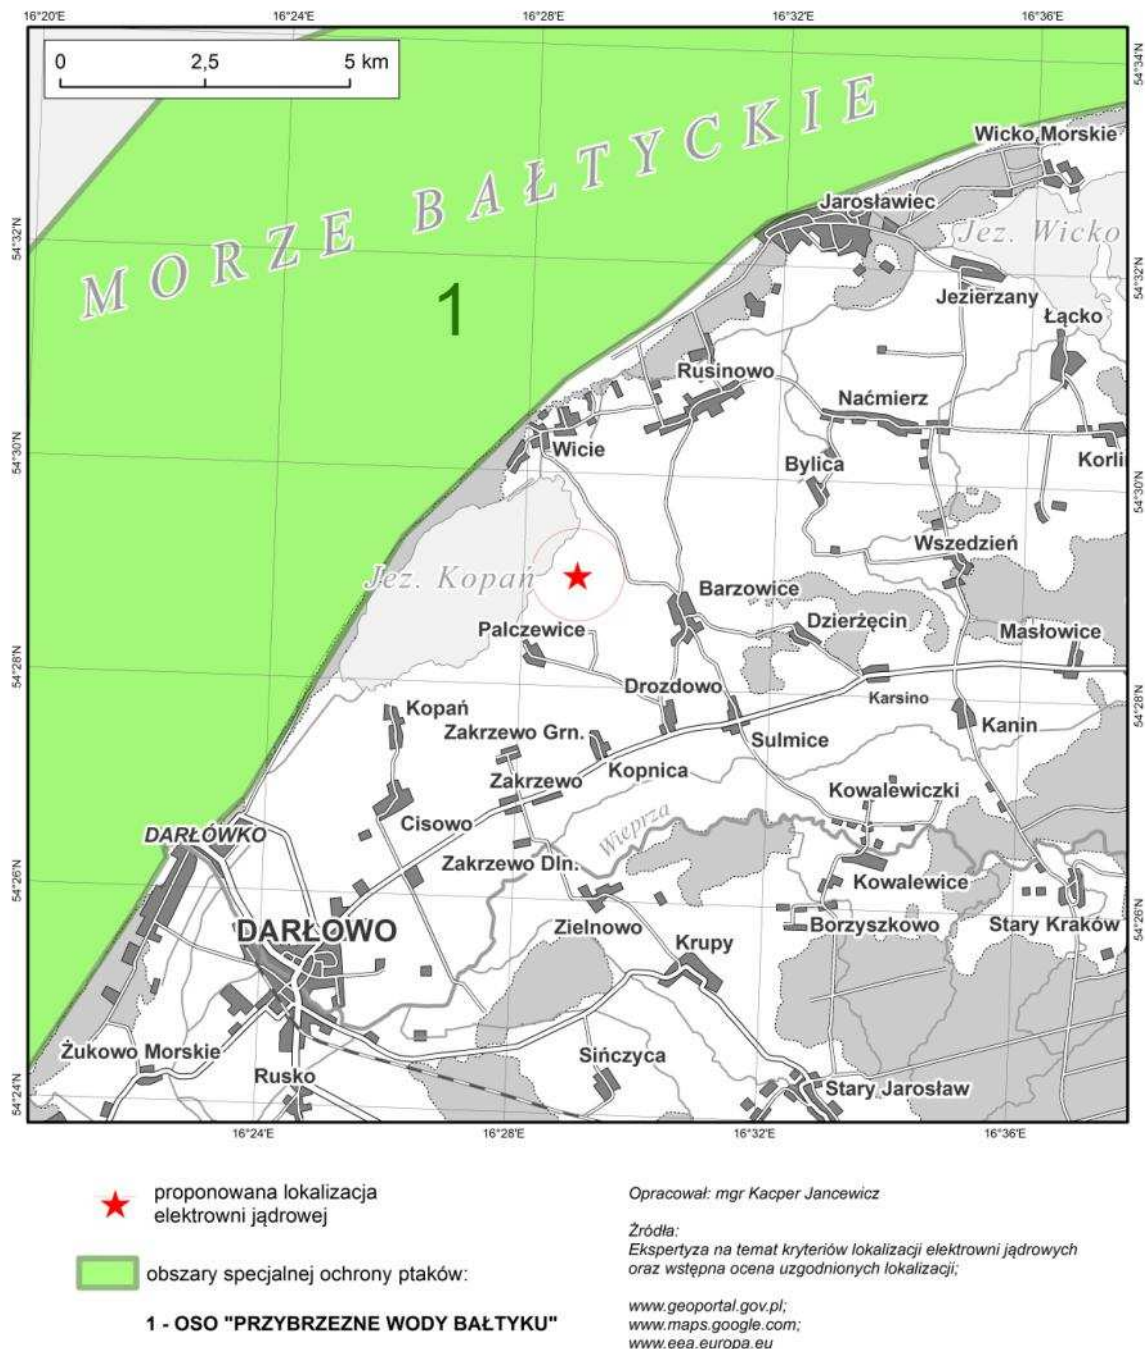 16°20'E 16°24'E 16°28'E 16°32'E 16°36'E
0 2,5 5 km
54°34'N
MORZE BAŁTYCKIE
Wicko Morskie
Jarosławiec
Jez. Wicko
54°32'N
54°32'N
1
Jezierzany
Łącko
Rusinowo
Naćmierz
54°30'N
Wicie
Bylica
Korli
54°30'N
Wszedzień
Jez. Kopań
Barzowice
Dzierżęcin
Palczewice
Masłowice
54°28'N
Drozdowo
Karsino
54°28'N
Kopań
Zakrzewo Grn.
Sulmice
Kanin
Kopnica
Zakrzewo
Kowalewiczki
Cisowo
DARŁÓWKO
Wieprza
Zakrzewo Dln.
Kowalewice
54°26'N
54°26'N
DARŁOWO
Zielnowo
Borzyszkowo
Stary Kraków
Krupy
Żukowo Morskie
Sińczyca
Rusko
Stary Jarosław
54°24'N
16°24'E 16°28'E 16°32'E 16°36'E
proponowana lokalizacja
elektrowni jądrowej
obszary specjalnej ochrony ptaków:
1 - OSO "PRZYBRZEZNE WODY BAŁTYKU"
Opracował: mgr Kacper Jancewicz
Źródła:
Ekspertyza na temat kryteriów lokalizacji elektrowni jądrowych
oraz wstępna ocena uzgodnionych lokalizacji;
www.geoportal.gov.pl;
www.maps.google.com;
www.eea.europa.eu